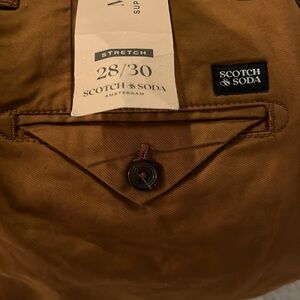 STRETCH
28/30
SCOTCH & SODA
AMSTERDAM
SCOTCH
& SODA